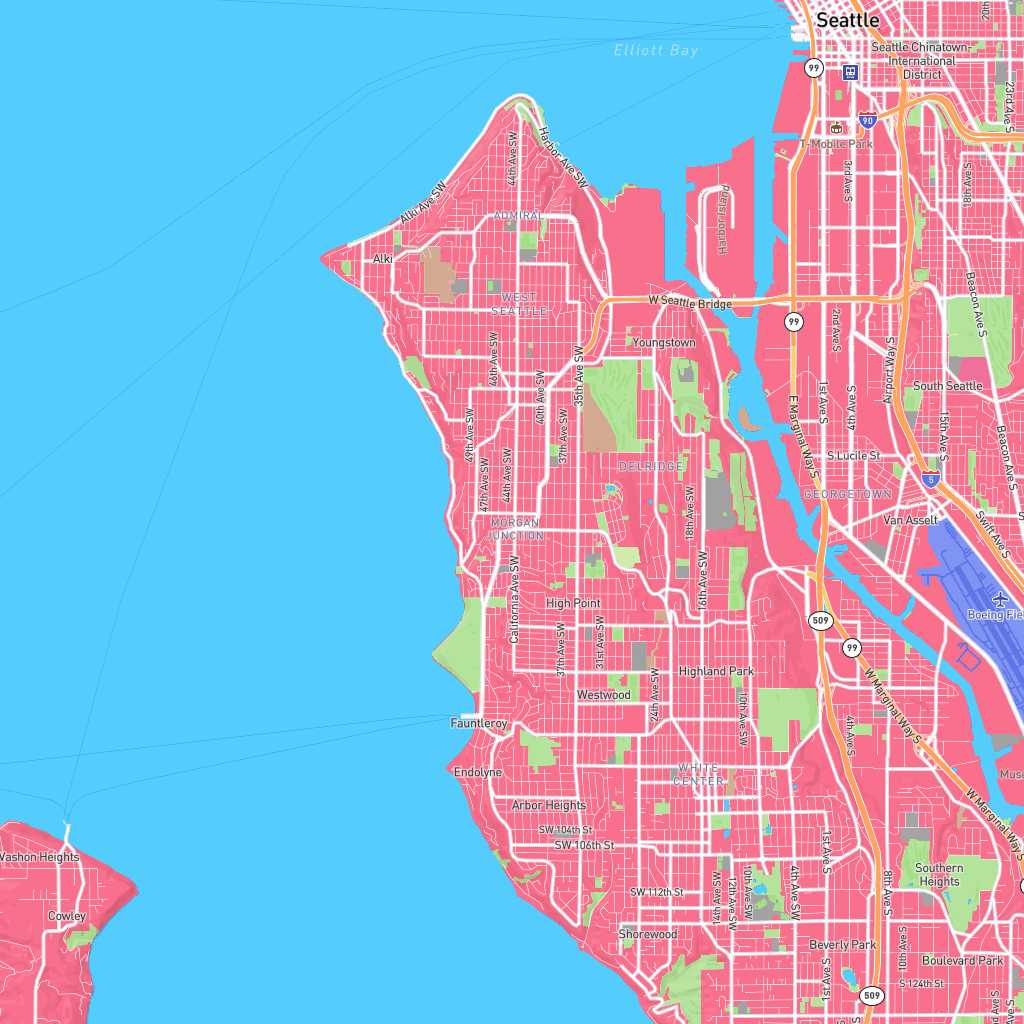 Seattle
20th
Elliott Bay
Seattle Chinatown-
International
District
99
23rd Ave S
90
T-Mobile Park
44th Ave SW
Harbor Ave SW
3rd Ave S
18th Ave S
Alki Ave SW
ADMIRAL
Harbor Island
Alki
Beacon Ave S
WEST
SEATTLE
W Seattle Bridge
99
2nd Ave S
Youngstown
46th Ave SW
35th Ave SW
Airport Way S
40th Ave SW
1st Ave S
4th Ave S
South Seattle
49th Ave SW
37th Ave SW
E Marginal Way S
15th Ave S
Beacon Ave S
S Lucile St
44th Ave SW
47th Ave SW
DELRIDGE
5
GEORGETOWN
18th Ave SW
MORGAN
JUNCTION
Van Asselt
Swift Ave S
California Ave SW
16th Ave SW
High Point
Boeing Fie
509
31st Ave SW
37th Ave SW
99
Highland Park
Westwood
24th Ave SW
10th Ave SW
W Marginal Way S
Fauntleroy
4th Ave S
Endolyne
WHITE
CENTER
Muse
Arbor Heights
W Marginal Way S
SW 104th St
SW 106th St
1st Ave S
Vashon Heights
Southern
Heights
SW 112th St
14th Ave SW
12th Ave SW
10th Ave SW
4th Ave SW
8th Ave S
Cowley
Shorewood
Beverly Park
10th Ave S
Boulevard Park
1st Ave S
S 124th St
509